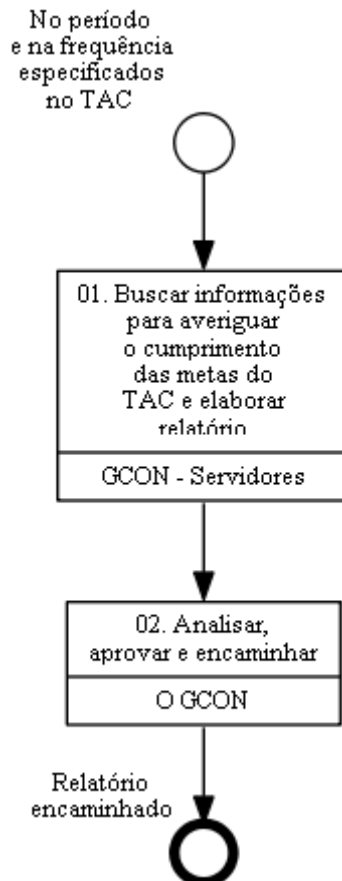 No período
e na frequência
especificados
no TAC
01. Buscar informações
para averiguar
o cumprimento
das metas do
TAC e elaborar
relatório
GCON - Servidores
02. Analisar,
aprovar e encaminhar
O GCON
Relatório
encaminhado